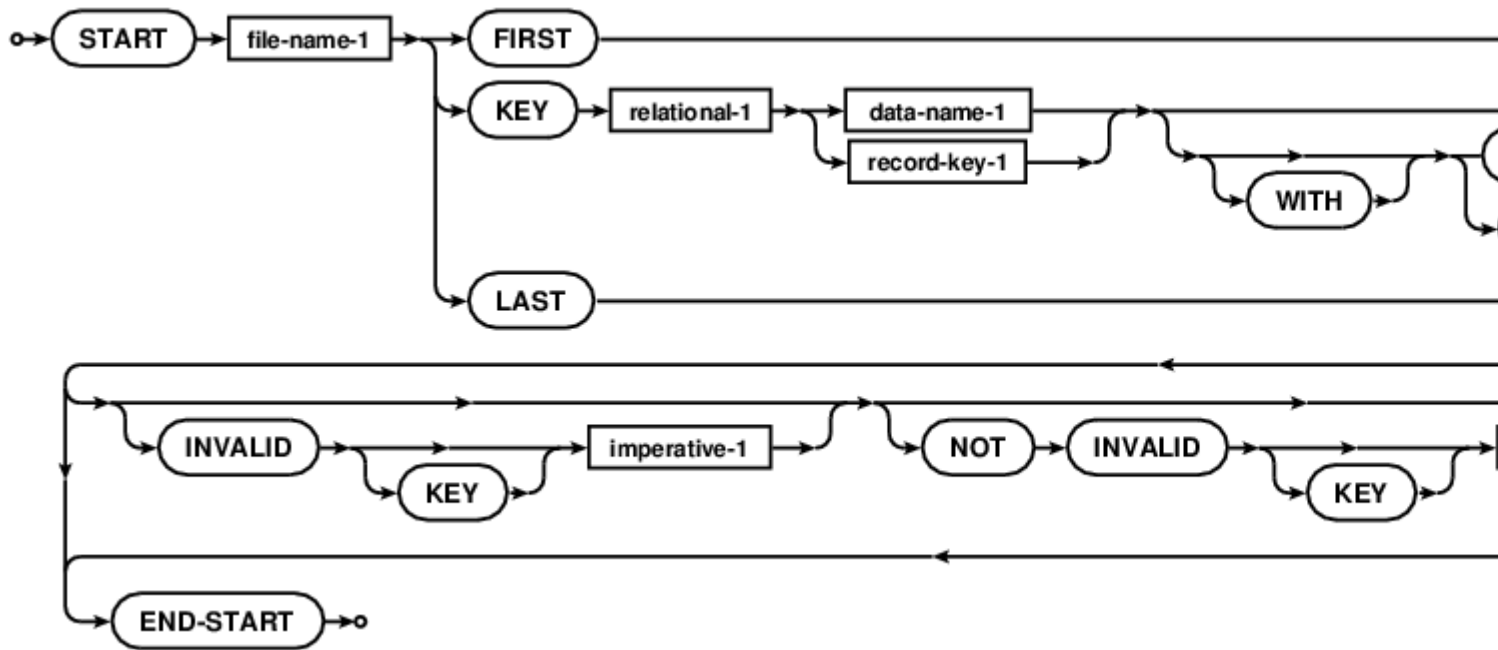 START file-name-1 FIRST
KEY relational-1 data-name-1
record-key-1
WITH
LAST
INVALID imperative-1 NOT INVALID
KEY KEY
END-START